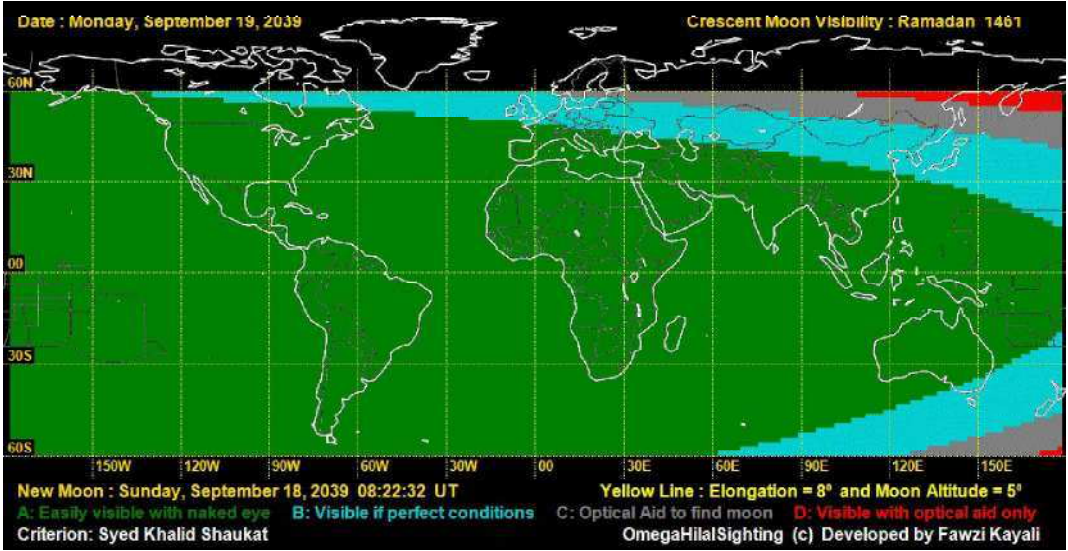 Date : Monday, September 19, 2039 Crescent Moon Visibility : Ramadan 1461
60N
30N
00
30S
60S
150W 120W 90W 60W 30W 00 30E 60E 90E 120E 150E
New Moon : Sunday, September 18, 2039 08:22:32 UT Yellow Line : Elongation = 8º and Moon Altitude = 5º
A: Easily visible with naked eye B: Visible if perfect conditions C: Optical Aid to find moon D: Visible with optical aid only
Criterion: Syed Khalid Shaukat OmegaHilalSighting (c) Developed by Fawzi Kayali